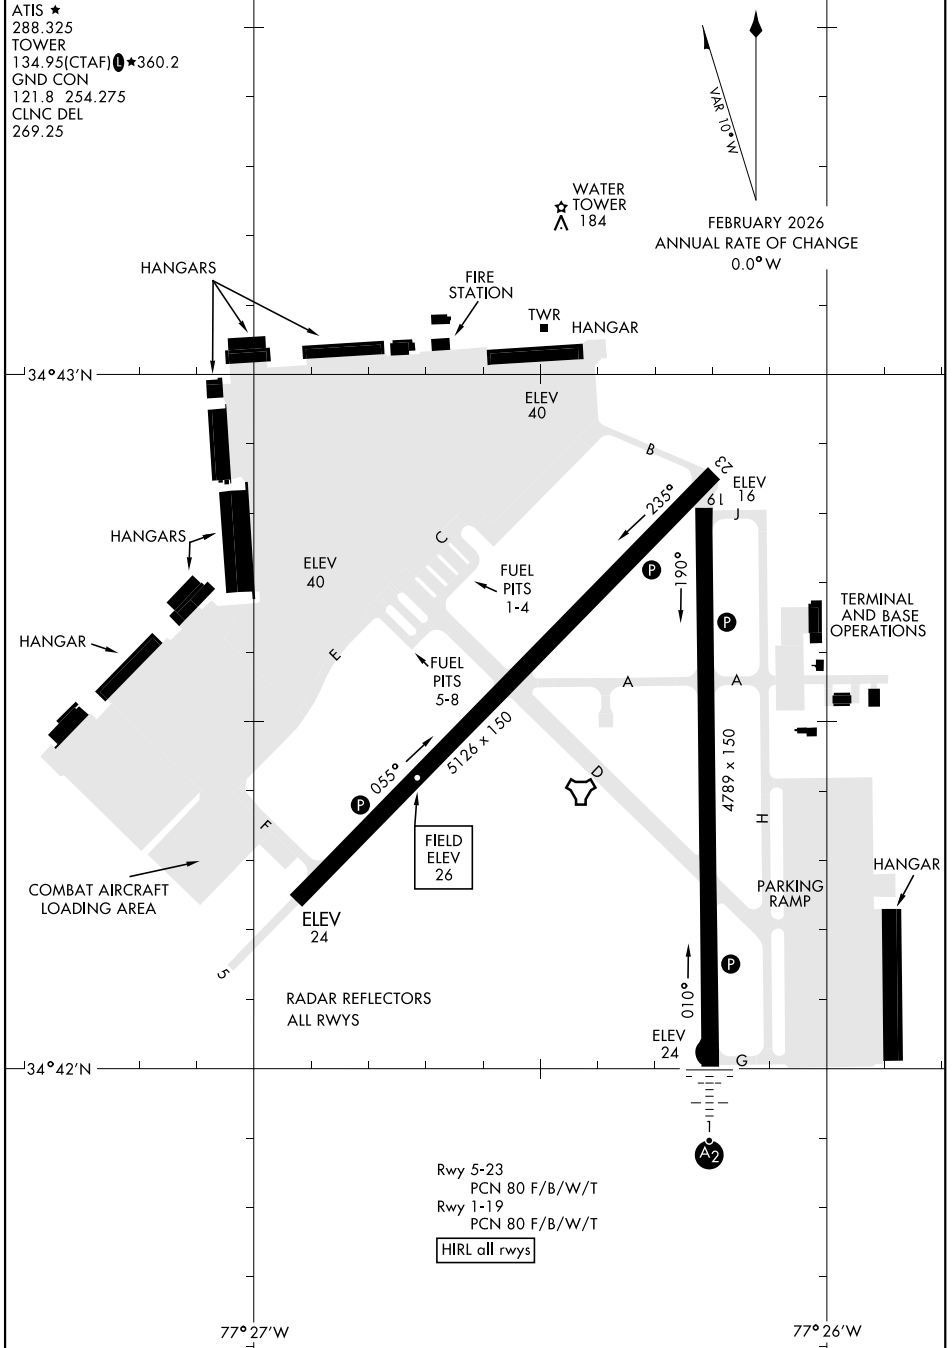 ATIS ★
288.325
TOWER
134.95(CTAF) L ★360.2
GND CON
121.8 254.275
CLNC DEL
269.25
VAR 10°W
FEBRUARY 2026
ANNUAL RATE OF CHANGE
0.0°W
WATER
TOWER
184
HANGARS
FIRE
STATION
TWR
HANGAR
34°43'N
ELEV
40
B
23
ELEV
16
19
J
235°
190°
C
HANGARS
ELEV
40
FUEL
PITS
1-4
P
P
TERMINAL
AND BASE
OPERATIONS
HANGAR
E
FUEL
PITS
5-8
A
A
5126 x 150
4789 x 150
055°
P
D
H
F
FIELD
ELEV
26
COMBAT AIRCRAFT
LOADING AREA
PARKING
RAMP
HANGAR
ELEV
24
5
P
010°
RADAR REFLECTORS
ALL RWYS
ELEV
24
G
34°42'N
1
A2
Rwy 5-23
PCN 80 F/B/W/T
Rwy 1-19
PCN 80 F/B/W/T
HIRL all rwys
77°27'W
77°26'W